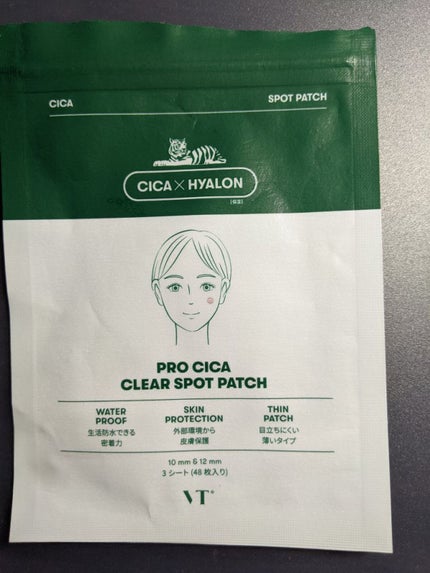 CICA SPOT PATCH
CICA×HYALON
(保湿)
PRO CICA
CLEAR SPOT PATCH
WATER PROOF
生活防水できる
密着力
SKIN PROTECTION
外部環境から
皮膚保護
THIN PATCH
目立ちにくい
薄いタイプ
10 mm & 12 mm
3 シート (48 枚入り)
VT®